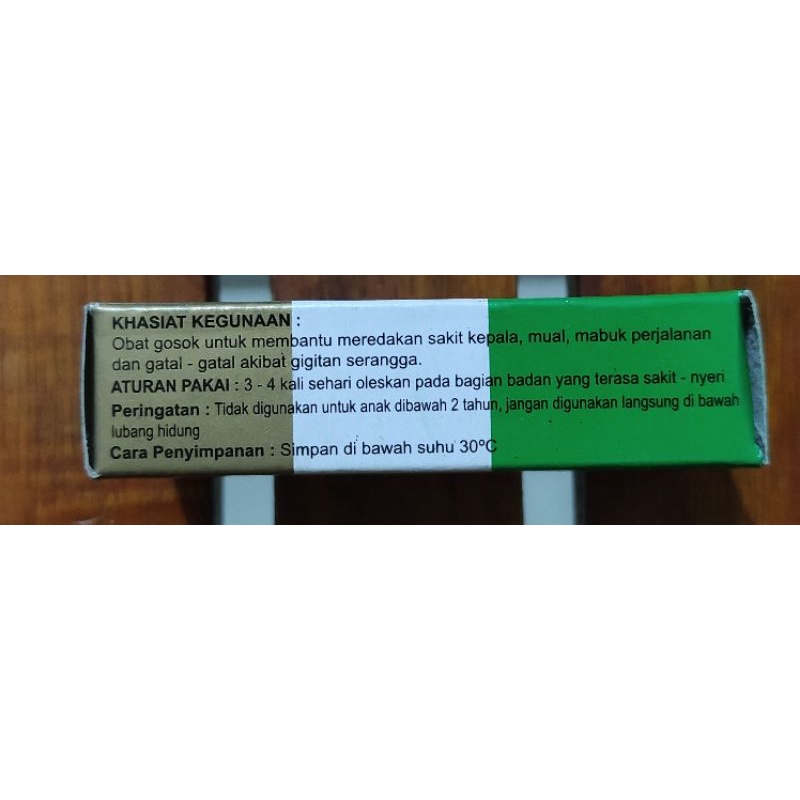 KHASIAT KEGUNAAN :
Obat gosok untuk membantu meredakan sakit kepala, mual, mabuk perjalanan
dan gatal - gatal akibat gigitan serangga.
ATURAN PAKAI : 3 - 4 kali sehari oleskan pada bagian badan yang terasa sakit - nyeri
Peringatan : Tidak digunakan untuk anak dibawah 2 tahun, jangan digunakan langsung di bawah
lubang hidung
Cara Penyimpanan : Simpan di bawah suhu 30ºC